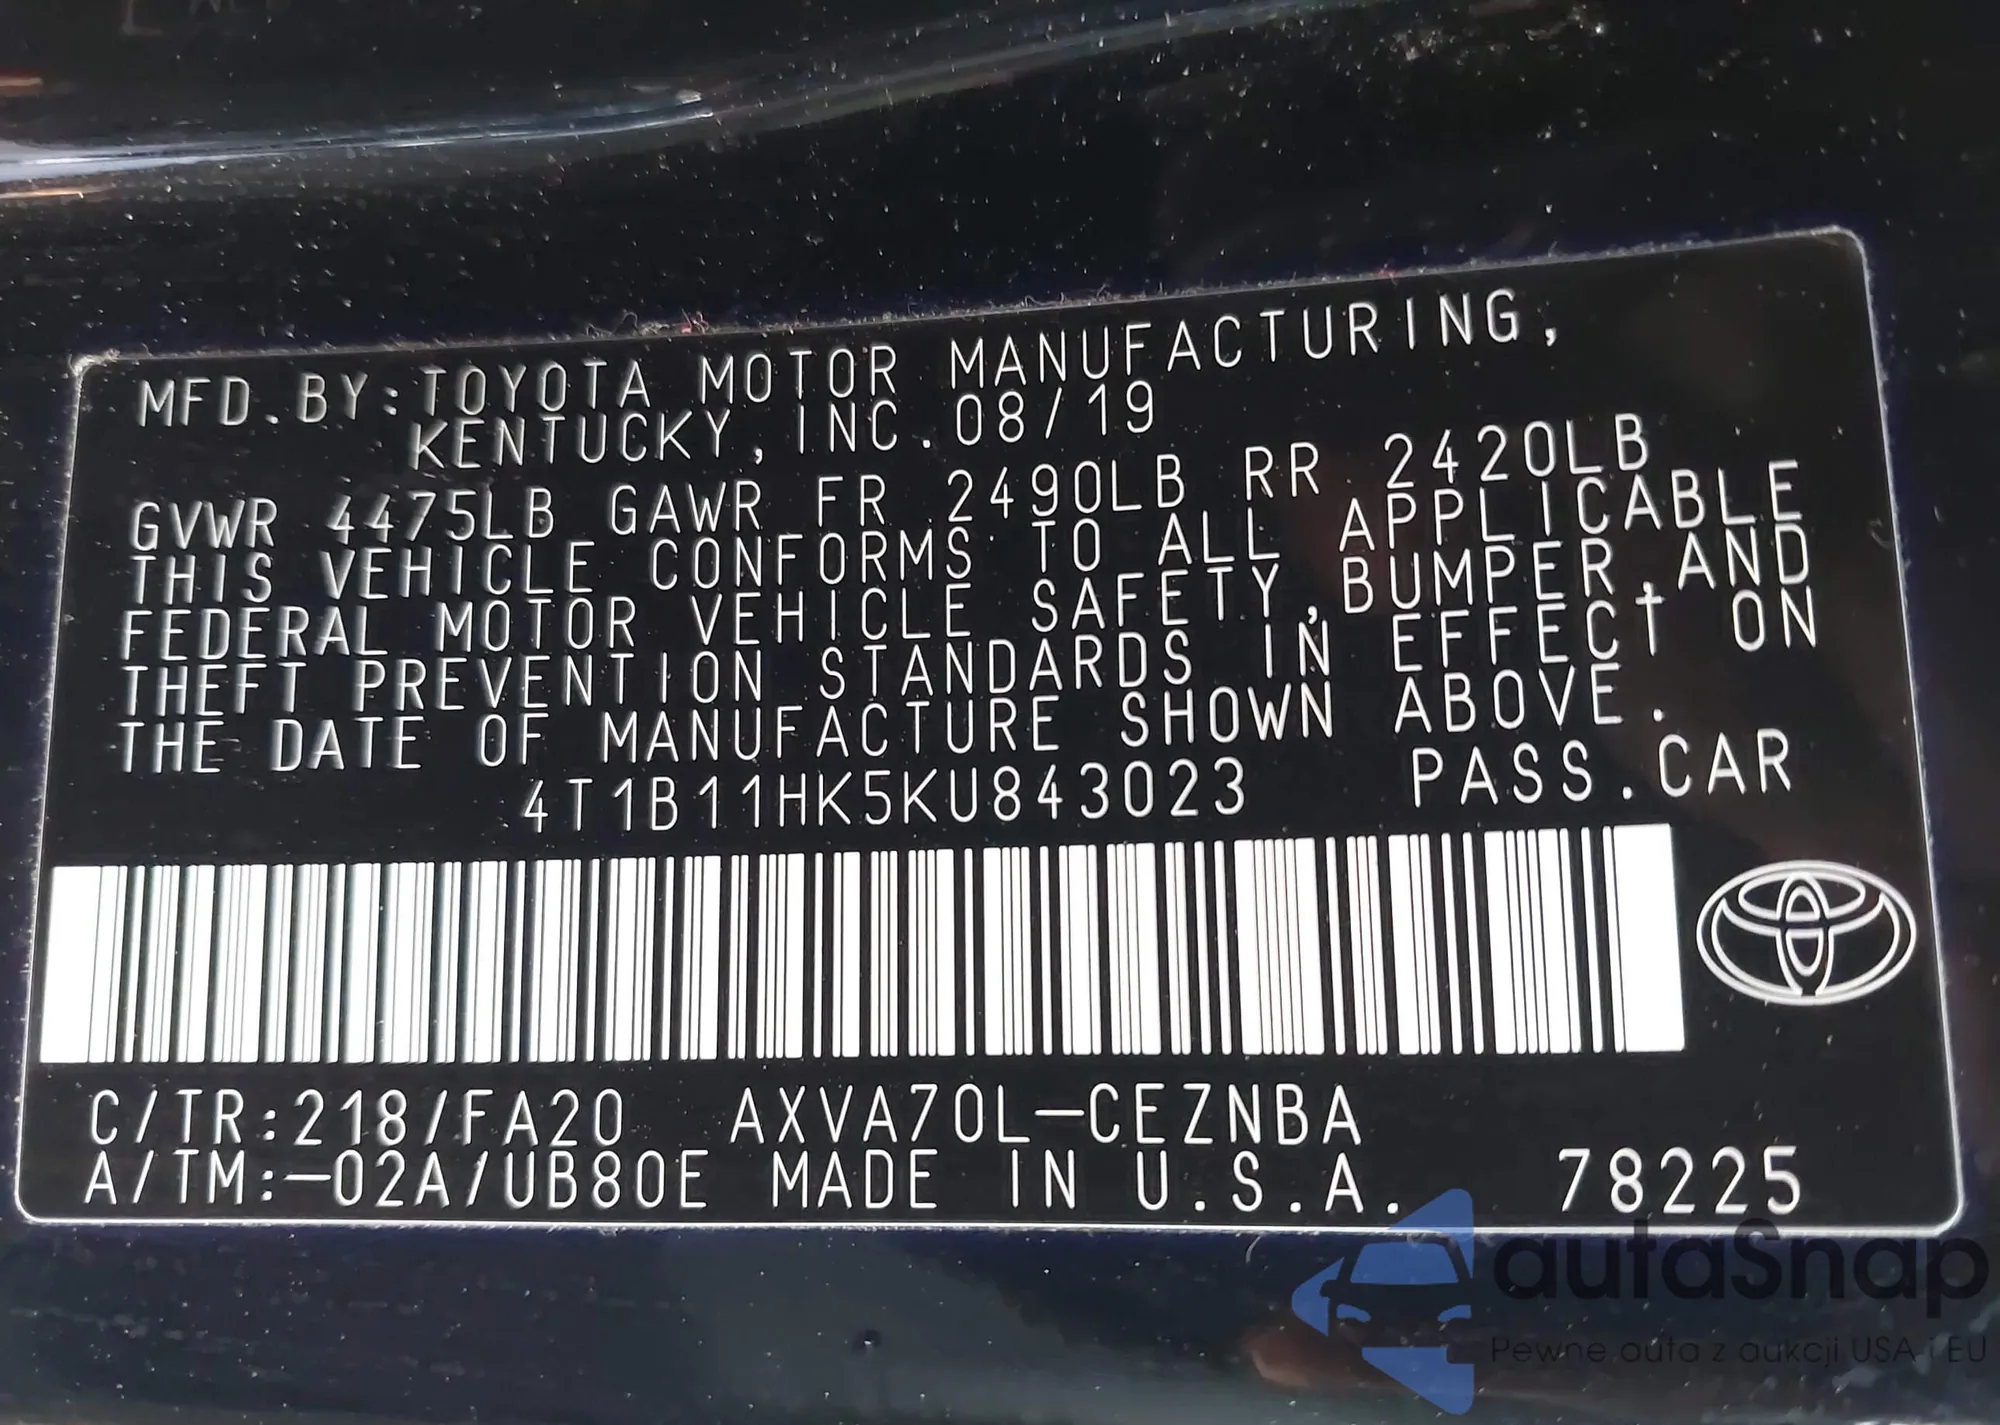 MFD.BY:TOYOTA MOTOR MANUFACTURING,
KENTUCKY, INC.08/19
GVWR 4475LB GAWR FR 2490LB RR 2420LB
THIS VEHICLE CONFORMS TO ALL APPLICABLE
FEDERAL MOTOR VEHICLE SAFETY,BUMPER,AND
THEFT PREVENTION STANDARDS IN EFFECT ON
THE DATE OF MANUFACTURE SHOWN ABOVE.
4T1B11HK5KU843023 PASS.CAR
C/TR:218/FA20 AXVA70L-CEZNBA
A/TM:-02A/UB80E MADE IN U.S.A. 78225
autaSnap
Pewne auta z aukcji USA i EU